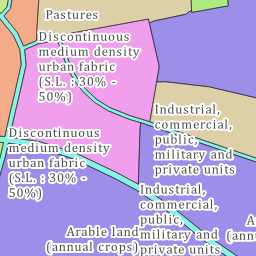 Pastures
Discontinuous
medium density
urban fabric
(S.L. : 30% -
50%)
Industrial,
commercial,
public,
military and
private units
Discontinuous
medium density
urban fabric
(S.L. : 30% -
50%)
Industrial,
commercial,
public,
military and
private units
Arable land
(annual crops)
A
(ann